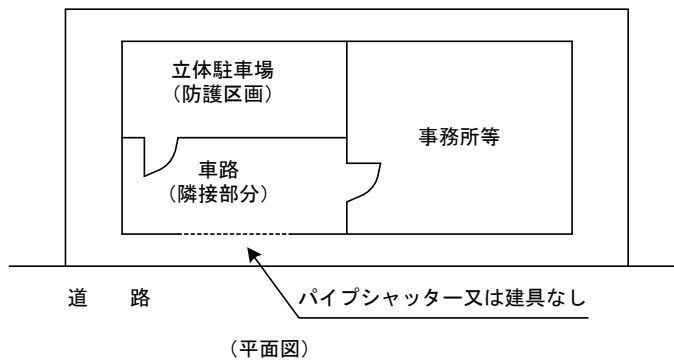 立体駐車場
（防護区画）
事務所等
車路
（隣接部分）
道　路
パイプシャッター又は建具なし
（平面図）